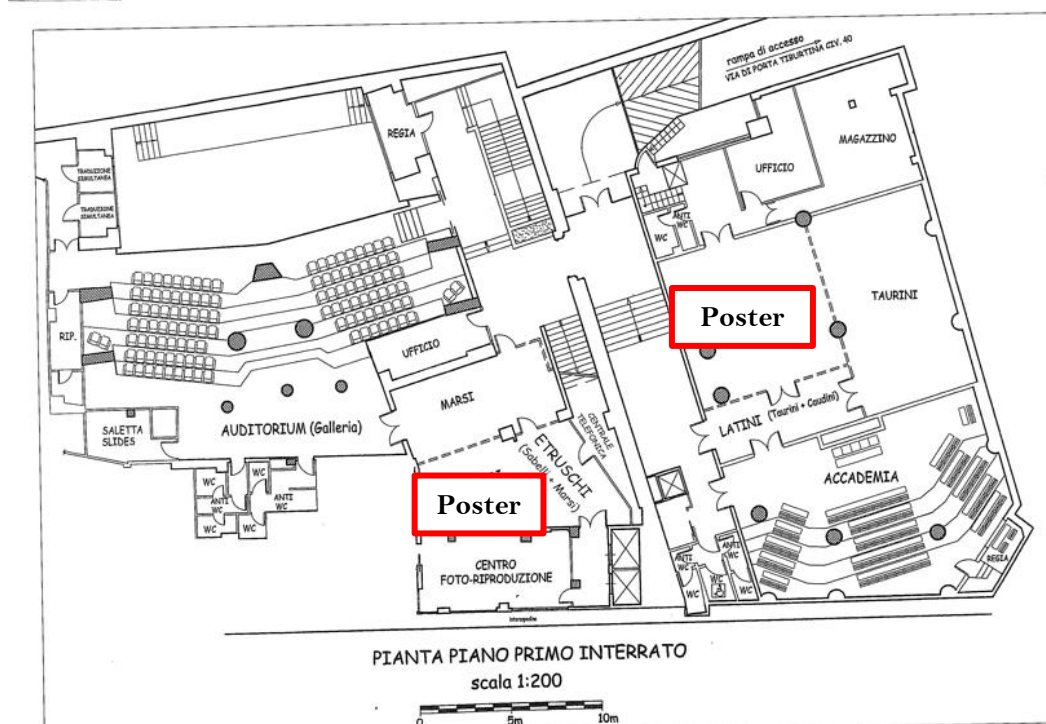 rampa di accesso
VIA DI PORTA TIBURTINA CIV. 40
REGIA
MAGAZZINO
UFFICIO
TRADUZIONE
SIMULTANEA
TRADUZIONE
SIMULTANEA
WC
ANTI
WC
TAURINI
Poster
RIP.
UFFICIO
MARSI
SALETTA
SLIDES
AUDITORIUM (Galleria)
CENTRALE
TELEFONICA
LATINI (Taurini + Caudini)
ETRUSCHI
(Sabelli + Marsi)
ACCADEMIA
WC
WC
ANTI
WC
ANTI
WC
WC
WC
Poster
CENTRO
FOTO-RIPRODUZIONE
ANTI
WC
ANTI
WC
WC
WC
WC
REGIA
Intercapedine
PIANTA PIANO PRIMO INTERRATO
scala 1:200
0 5m 10m